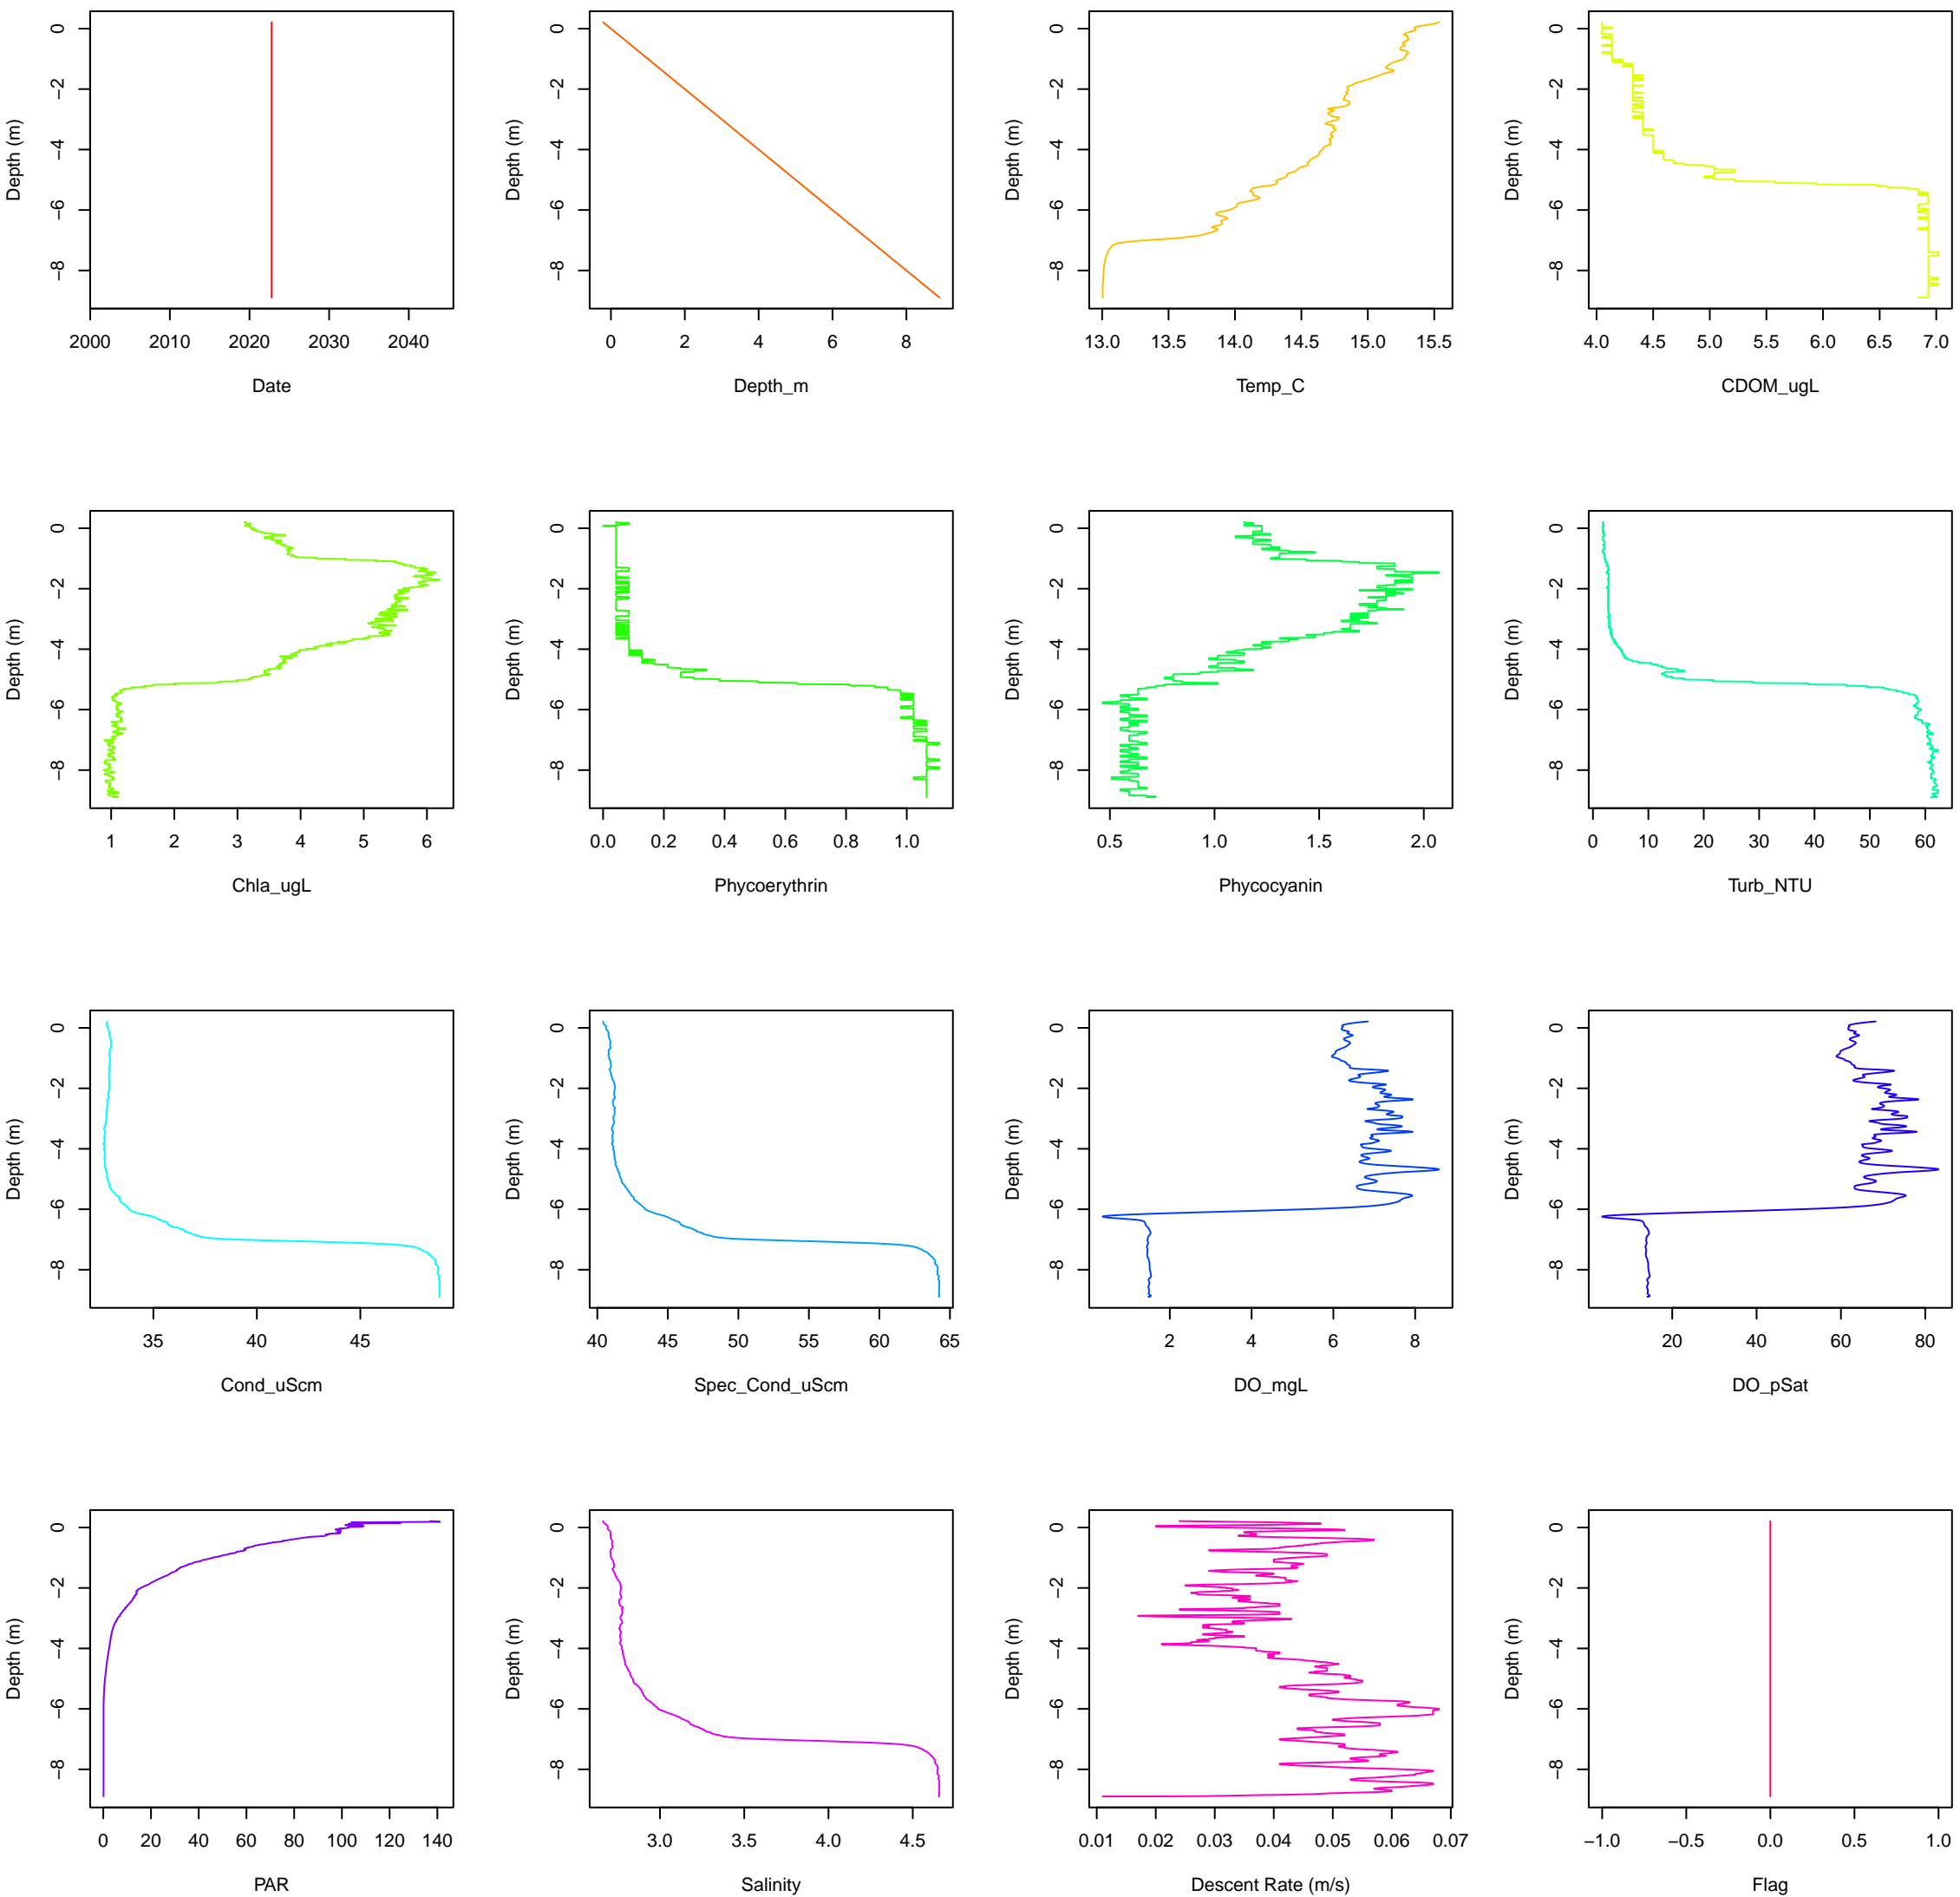 Depth (m)
0
−2
−4
−6
−8
2000 2010 2020 2030 2040
Date
Depth (m)
0
−2
−4
−6
−8
0 2 4 6 8
Depth_m
Depth (m)
0
−2
−4
−6
−8
13.0 13.5 14.0 14.5 15.0 15.5
Temp_C
Depth (m)
0
−2
−4
−6
−8
4.0 4.5 5.0 5.5 6.0 6.5 7.0
CDOM_ugL
Depth (m)
0
−2
−4
−6
−8
1 2 3 4 5 6
Chla_ugL
Depth (m)
0
−2
−4
−6
−8
0.0 0.2 0.4 0.6 0.8 1.0
Phycoerythrin
Depth (m)
0
−2
−4
−6
−8
0.5 1.0 1.5 2.0
Phycocyanin
Depth (m)
0
−2
−4
−6
−8
0 10 20 30 40 50 60
Turb_NTU
Depth (m)
0
−2
−4
−6
−8
35 40 45
Cond_uScm
Depth (m)
0
−2
−4
−6
−8
40 45 50 55 60 65
Spec_Cond_uScm
Depth (m)
0
−2
−4
−6
−8
2 4 6 8
DO_mgL
Depth (m)
0
−2
−4
−6
−8
20 40 60 80
DO_pSat
Depth (m)
0
−2
−4
−6
−8
0 20 40 60 80 100 120 140
PAR
Depth (m)
0
−2
−4
−6
−8
3.0 3.5 4.0 4.5
Salinity
Depth (m)
0
−2
−4
−6
−8
0.01 0.02 0.03 0.04 0.05 0.06 0.07
Descent Rate (m/s)
Depth (m)
0
−2
−4
−6
−8
−1.0 −0.5 0.0 0.5 1.0
Flag